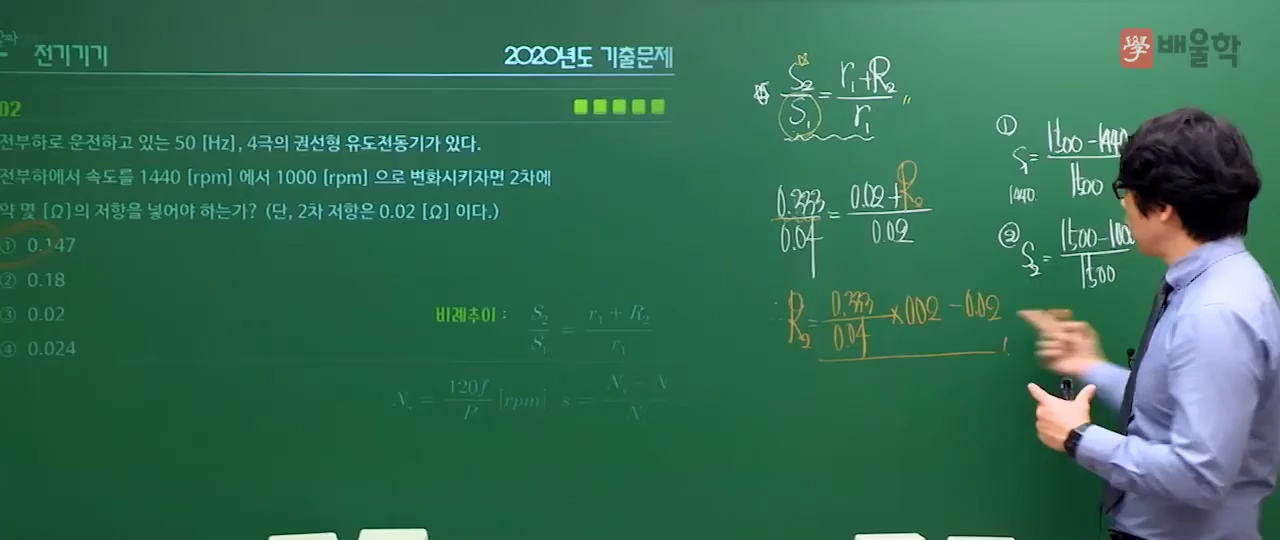 전기기기
2020년도 기출문제
學 배울학
02
전부하로 운전하고 있는 50 [Hz], 4극의 권선형 유도전동기가 있다.
전부하에서 속도를 1440 [rpm] 에서 1000 [rpm] 으로 변화시키자면 2차에
약 몇 [Ω]의 저항을 넣어야 하는가? (단, 2차 저항은 0.02 [Ω] 이다.)
① 0.147
② 0.18
③ 0.02
④ 0.024
비례추이 : S₂/S₁ = (r₁ + R₂)/r₁
Nₛ = 120f/P [rpm] s = (Nₛ − N)/Nₛ
S₂/S₁ = (r₁+R₂)/r₁
0.333/0.04 = (0.02+R₂)/0.02
∴ R₂ = 0.333/0.04 × 002 − 0.02
① S₁ = (1500 − 1440)/1500
1440
② S₂ = (1500 − 1000)/1500